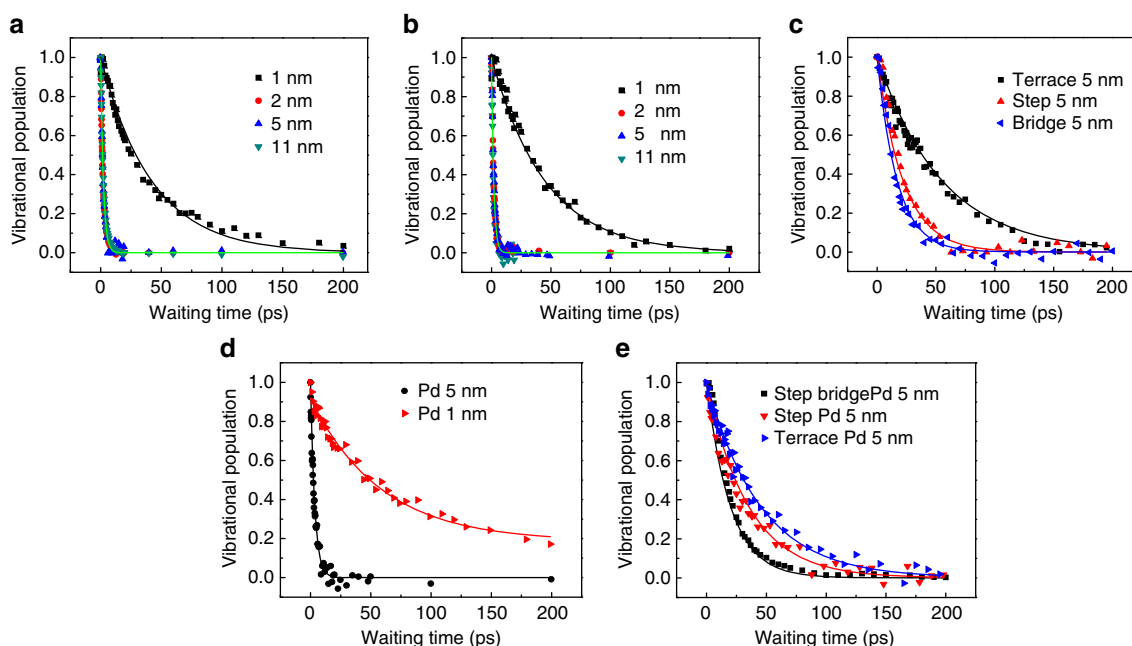 a
Vibrational population
1.0
0.8
0.6
0.4
0.2
0.0
0
50
100
150
200
Waiting time (ps)
1 nm
2 nm
5 nm
11 nm
b
Vibrational population
1.0
0.8
0.6
0.4
0.2
0.0
0
50
100
150
200
Waiting time (ps)
1 nm
2 nm
5 nm
11 nm
c
Vibrational population
1.0
0.8
0.6
0.4
0.2
0.0
0
50
100
150
200
Waiting time (ps)
Terrace 5 nm
Step 5 nm
Bridge 5 nm
d
Vibrational population
1.0
0.8
0.6
0.4
0.2
0.0
0
50
100
150
200
Waiting time (ps)
Pd 5 nm
Pd 1 nm
e
Vibrational population
1.0
0.8
0.6
0.4
0.2
0.0
0
50
100
150
200
Waiting time (ps)
Step bridgePd 5 nm
Step Pd 5 nm
Terrace Pd 5 nm